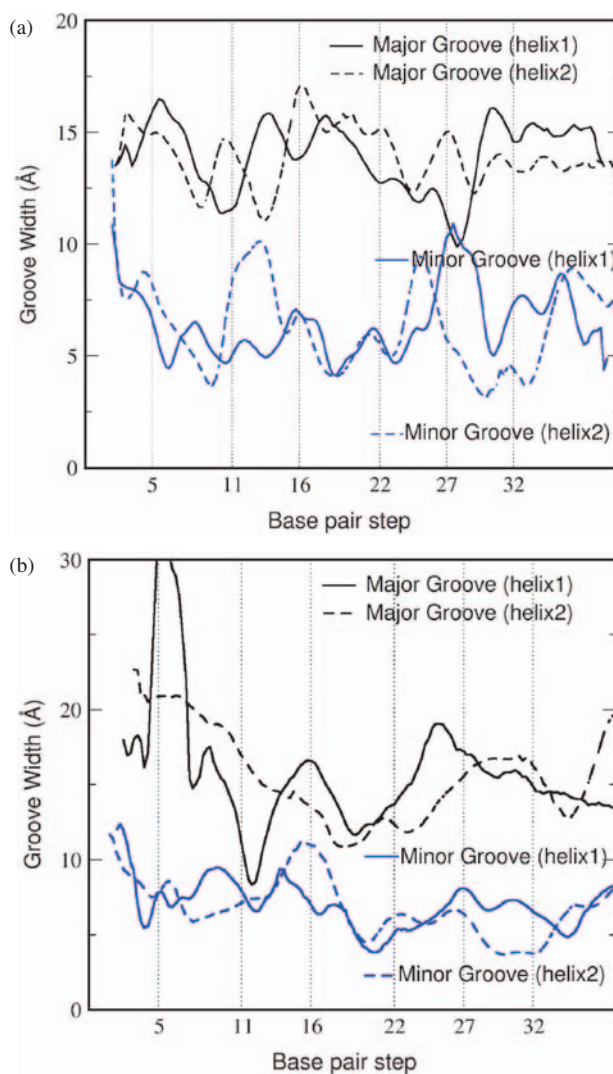 (a)
20
Major Groove (helix1)
Major Groove (helix2)
15
10
Minor Groove (helix1)
5
Minor Groove (helix2)
0
5 11 16 22 27 32
Groove Width (Å)
Base pair step
(b)
30
Major Groove (helix1)
Major Groove (helix2)
20
10
Minor Groove (helix1)
Minor Groove (helix2)
0
5 11 16 22 27 32
Groove Width (Å)
Base pair step